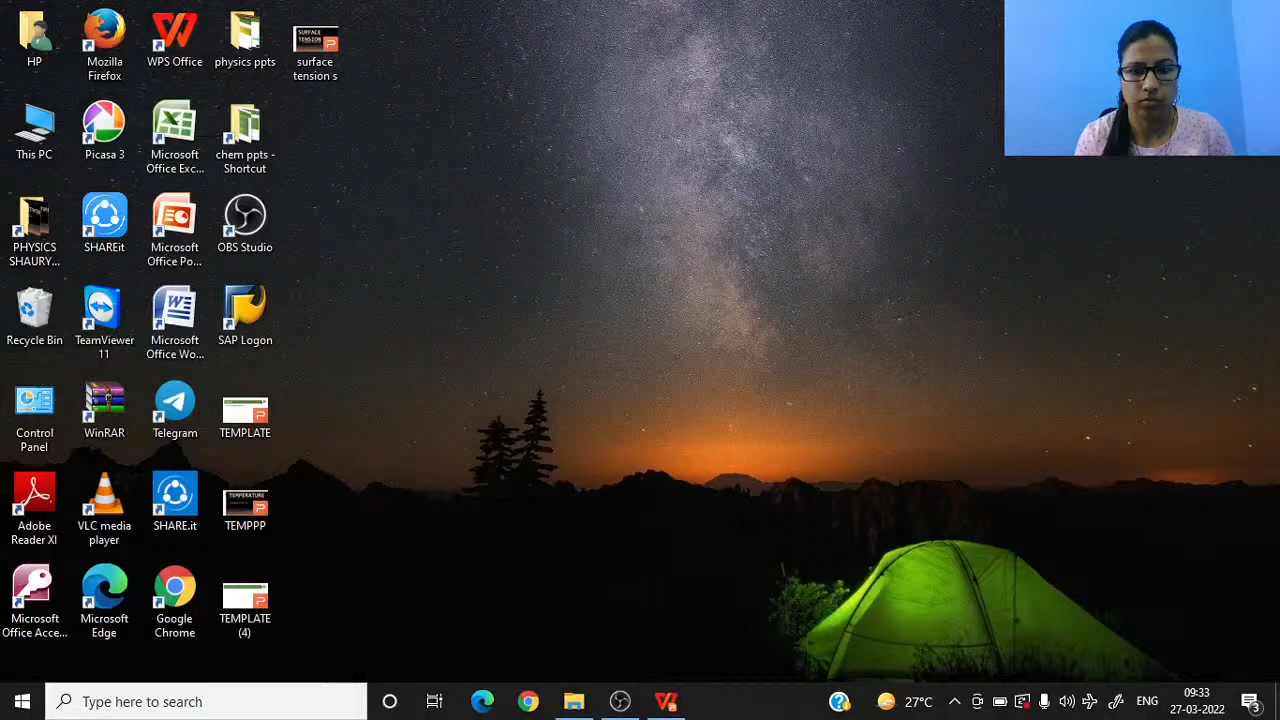 HP
Mozilla
Firefox
WPS Office
physics ppts
SURFACE
TENSION
surface
tension s
This PC
Picasa 3
Microsoft
Office Exc...
chem ppts -
Shortcut
PHYSICS
SHAURY...
SHAREit
Microsoft
Office Po...
OBS Studio
Recycle Bin
TeamViewer
11
Microsoft
Office Wo...
SAP Logon
Control
Panel
WinRAR
Telegram
TEMPLATE
Adobe
Reader XI
VLC media
player
SHARE.it
TEMPERATURE
TEMPPP
Microsoft
Office Acce...
Microsoft
Edge
Google
Chrome
TEMPLATE
(4)
Type here to search
27°C
ENG
09:33
27-03-2022
3